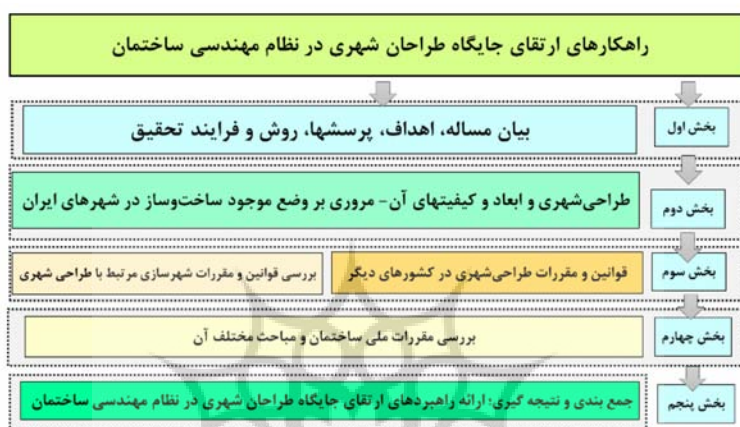 راهکارهای ارتقای جایگاه طراحان شهری در نظام مهندسی ساختمان
بخش اول
بیان مساله، اهداف، پرسشها، روش و فرایند تحقیق
بخش دوم
طراحی‌شهری و ابعاد و کیفیتهای آن- مروری بر وضع موجود ساخت‌وساز در شهرهای ایران
بخش سوم
قوانین و مقررات طراحی‌شهری در کشورهای دیگر
بررسی قوانین و مقررات شهرسازی مرتبط با طراحی شهری
بخش چهارم
بررسی مقررات ملی ساختمان و مباحث مختلف آن
بخش پنجم
جمع بندی و نتیجه گیری: ارائه راهبردهای ارتقای جایگاه طراحان شهری در نظام مهندسی ساختمان